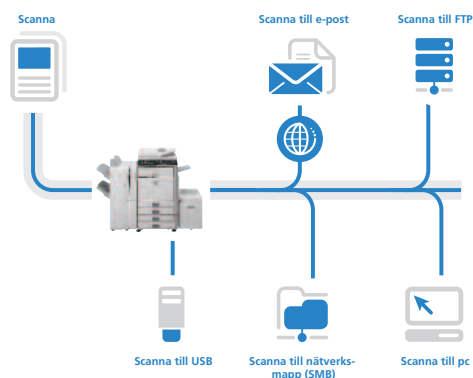 Scanna
Scanna till e-post
Scanna till FTP
Scanna till USB
Scanna till nätverks-
mapp (SMB)
Scanna till pc